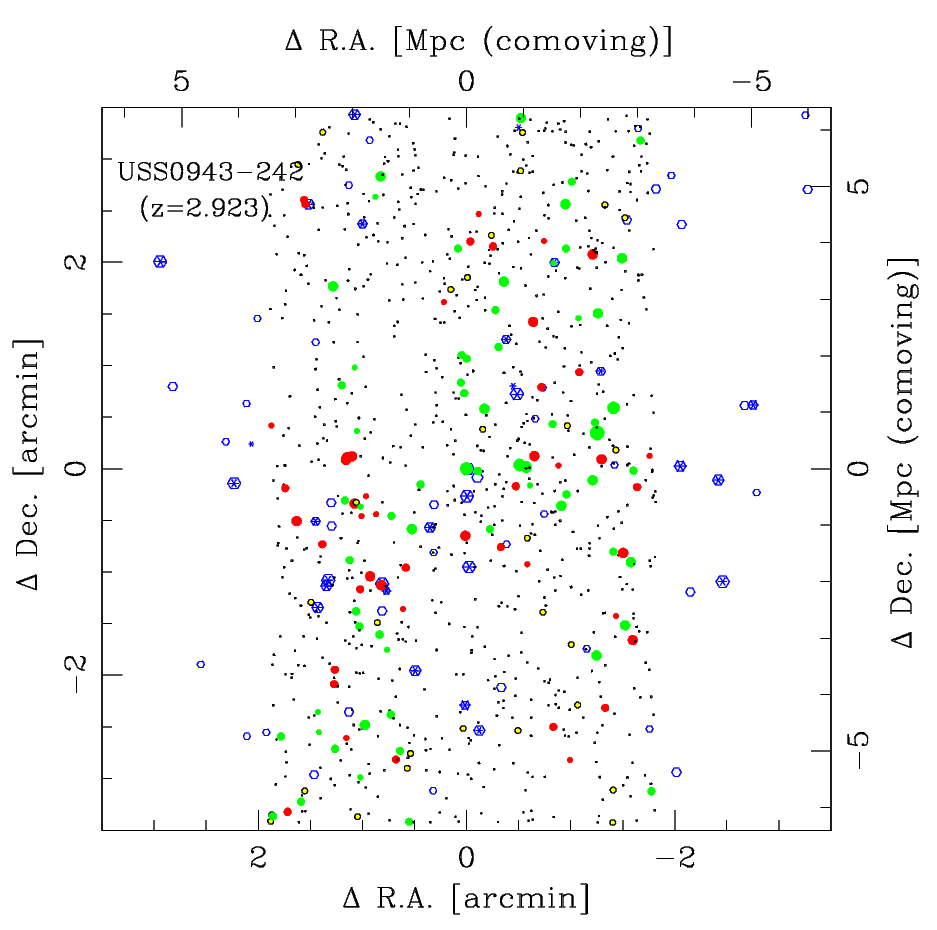 Δ R.A. [Mpc (comoving)]
5 0 −5
USS0943−242
(z=2.923)
2
0
−2
Δ Dec. [arcmin]
5
0
−5
Δ Dec. [Mpc (comoving)]
2 0 −2
Δ R.A. [arcmin]